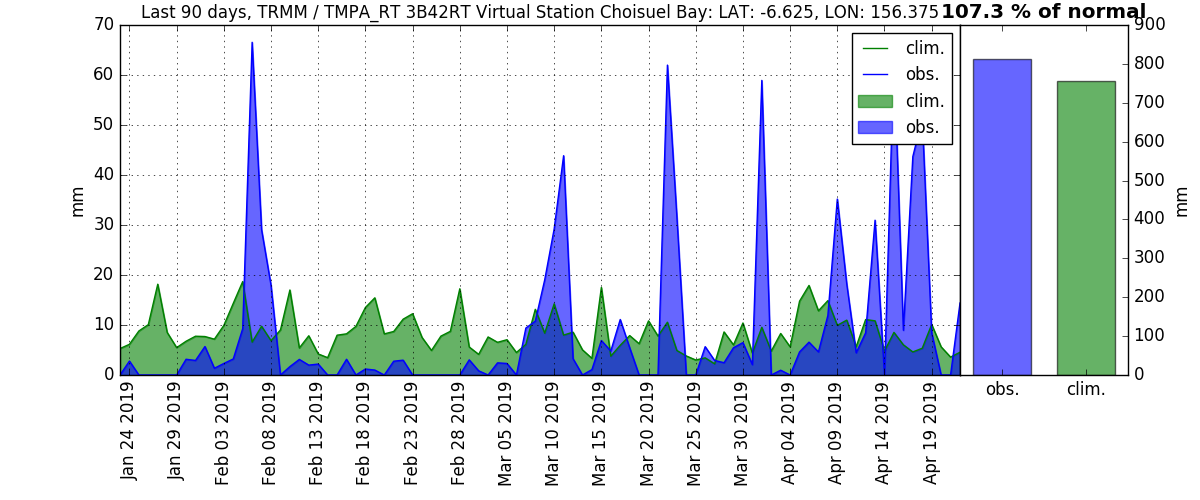 Last 90 days, TRMM / TMPA_RT 3B42RT Virtual Station Choisuel Bay: LAT: -6.625, LON: 156.375
107.3 % of normal
70
60
50
40
30
20
10
0
mm
clim.
obs.
clim.
obs.
900
800
700
600
500
400
300
200
100
0
mm
Jan 24 2019
Jan 29 2019
Feb 03 2019
Feb 08 2019
Feb 13 2019
Feb 18 2019
Feb 23 2019
Feb 28 2019
Mar 05 2019
Mar 10 2019
Mar 15 2019
Mar 20 2019
Mar 25 2019
Mar 30 2019
Apr 04 2019
Apr 09 2019
Apr 14 2019
Apr 19 2019
obs.
clim.